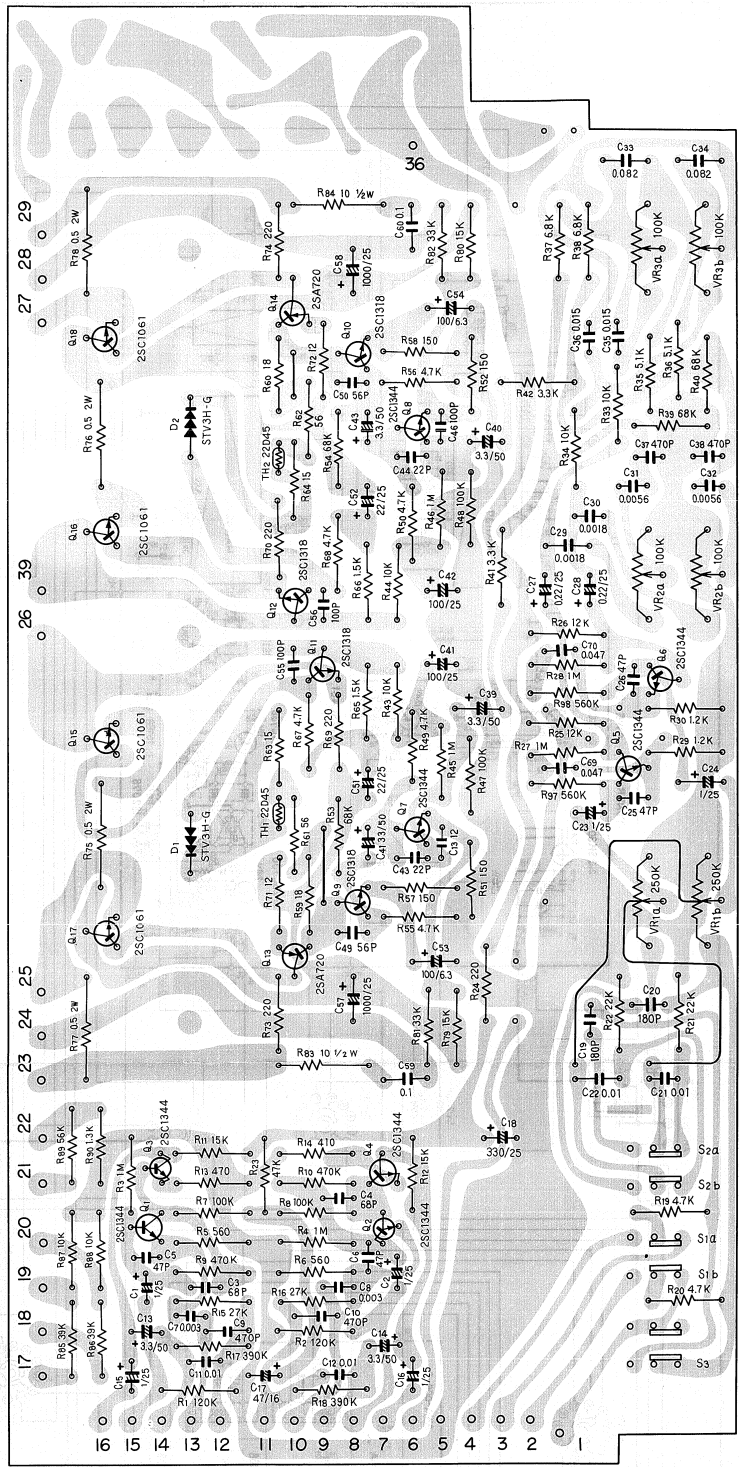 36
C33
0.082
C34
0.082
29
28
27
R78 0.5 2W
R74 220
R84 10 ½W
C60 0.1
R82 33K
R80 15K
R37 6.8K
R38 6.8K
100K
VR3a
100K
VR3b
C58
1000/25
Q14
2SA720
C54
100/6.3
Q18
2SC1061
R60 18
R72 12
Q10
2SC1318
R58 150
R56 4.7K
C50 56P
R52 150
R42 3.3K
C36 0.015
C35 0.015
R35 5.1K
R36 5.1K
R40 68K
R33 10K
R39 68K
R76 0.5 2W
D2
STV3H-G
R62
56
C43
3.3/50
2SC1344
Q8
C46 100P
C40
3.3/50
R34 10K
C37 470P
C38 470P
TH2 22D45
R64 15
R54 68K
C44 22P
C52
22/25
R50 4.7K
R46 1M
R48 100K
C31
0.0056
C32
0.0056
C30
0.0018
C29
0.0018
Q16
2SC1061
R70 220
2SC1318
R68 4.7K
R66 1.5K
R44 10K
R41 3.3K
100K
VR2a
100K
VR2b
39
26
Q12
C56
100P
C42
100/25
C27
0.22/25
C28
0.22/25
R26 12K
C70
0.047
R28 1M
R98 560K
R25 12K
C26 47P
Q6
2SC1344
C55 100P
Q11
2SC1318
C41
100/25
C39
3.3/50
R65 1.5K
R43 10K
R30 1.2K
Q15
2SC1061
R63 15
R67 4.7K
R69 220
R49 4.7K
R45 1M
R47 100K
R27 1M
C69
0.047
R97 560K
Q5
2SC1344
R29 1.2K
C24
1/25
C51
22/25
C25 47P
C23 1/25
R75 0.5 2W
D1
STV3H-G
TH1 22D45
R61 56
R53
68K
C41 33/50
Q7
2SC1344
C13 12
C43 22P
R71 12
R59 18
Q9
2SC1318
R57 150
R55 4.7K
R51 150
250K
VR1a
250K
VR1b
Q17
2SC1061
C49 56P
Q13
2SA720
C53
100/6.3
25
24
23
R77 0.5 2W
R73 220
C57
1000/25
R24 220
R81 33K
R79 15K
R83 10 1/2 W
C59
0.1
C19
180P
R22 22K
C20
180P
R21 22K
C22 0.01
C21 0.01
22
21
20
19
18
17
R89 56K
R90 1.3K
R3 1M
Q3
2SC1344
R11 15K
R13 470
R23
47K
R14 410
R10 470K
Q4
2SC1344
R12 15K
C18
330/25
S2a
S2b
R7 100K
R8 100K
C4
68P
R19 4.7K
R87 10K
R88 10K
2SC1344
Q1
R5 560
R4 1M
Q2
2SC1344
S1a
C5
47P
R9 470K
R6 560
C6
47P
C2
1/25
C1
1/25
C3
68P
C8
0.003
S1b
R20 4.7K
R85 39K
R86 39K
C13
3.3/50
R15 27K
C7 0.003
C9
470P
R16 27K
C10
470P
R2 120K
C14
3.3/50
S3
C15
1/25
R17 390K
C11 0.01
C17
47/16
C12 0.01
C16
1/25
R1 120K
R18 390K
16 15 14 13 12 11 10 9 8 7 6 5 4 3 2 1